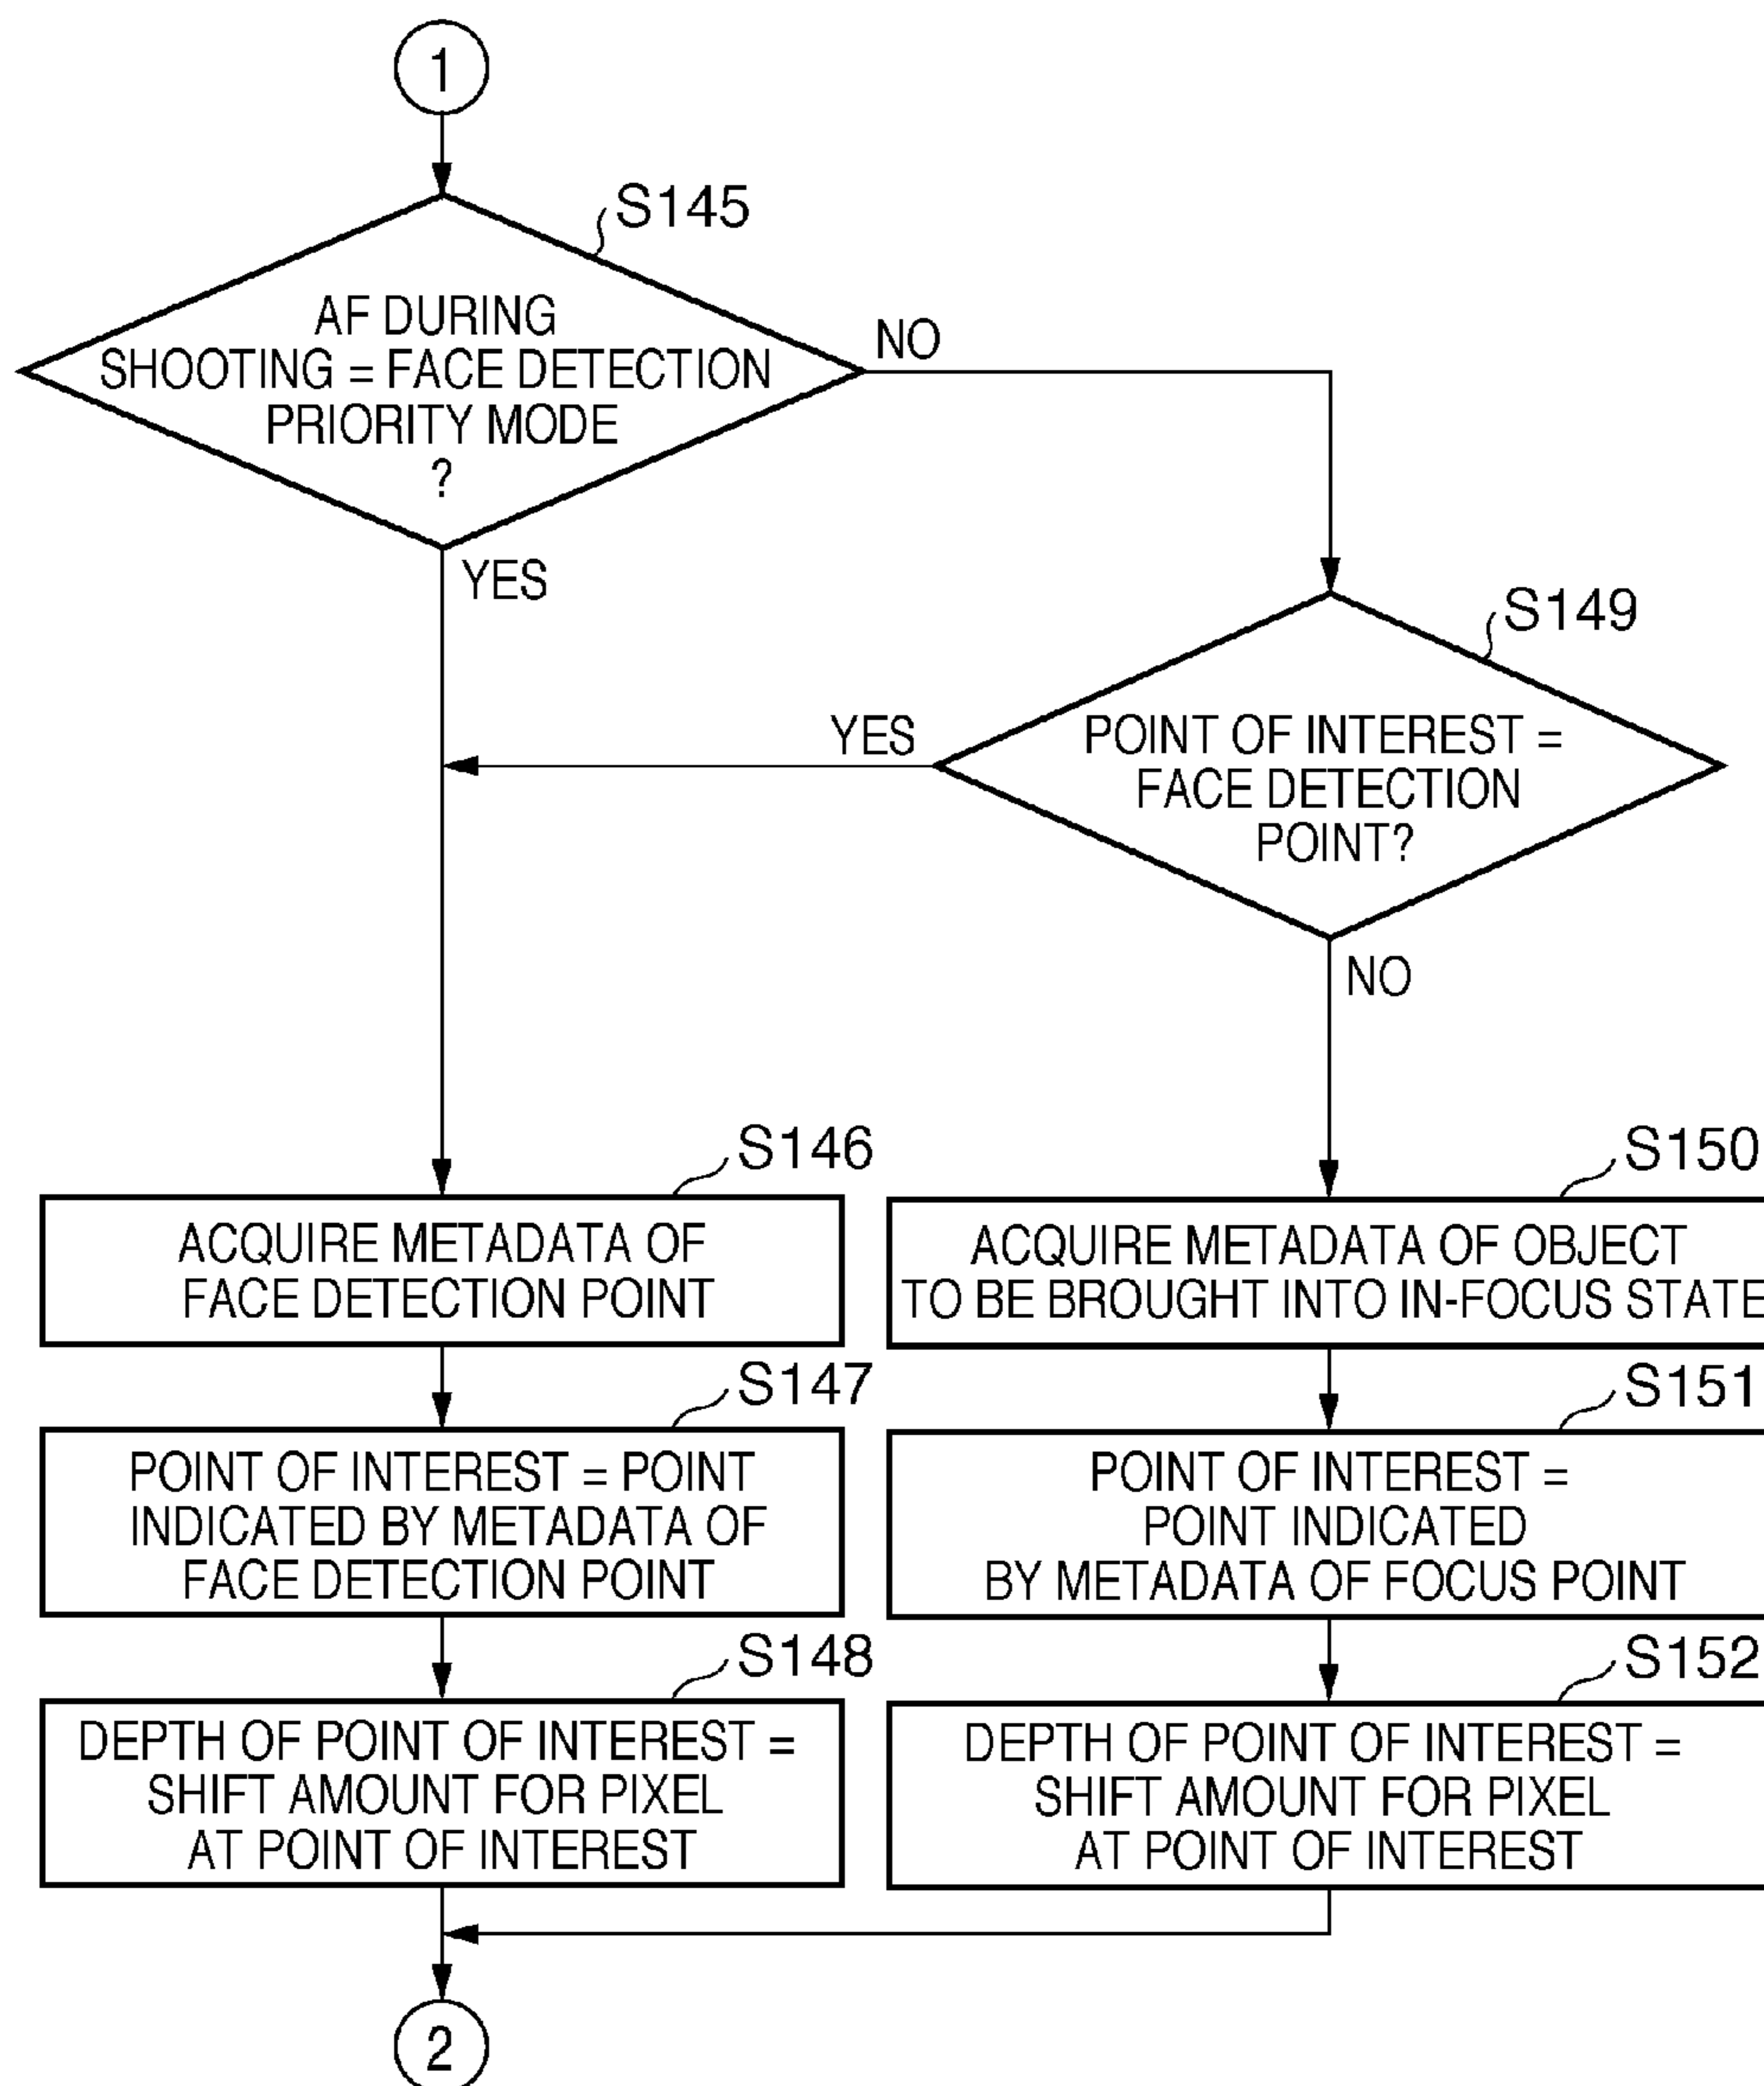 1
S145
AF DURING
SHOOTING = FACE DETECTION
PRIORITY MODE
?
NO
YES
S149
POINT OF INTEREST =
FACE DETECTION
POINT?
YES
NO
S146
ACQUIRE METADATA OF
FACE DETECTION POINT
S150
ACQUIRE METADATA OF OBJECT
TO BE BROUGHT INTO IN-FOCUS STATE
S147
POINT OF INTEREST = POINT
INDICATED BY METADATA OF
FACE DETECTION POINT
S151
POINT OF INTEREST =
POINT INDICATED
BY METADATA OF FOCUS POINT
S148
DEPTH OF POINT OF INTEREST =
SHIFT AMOUNT FOR PIXEL
AT POINT OF INTEREST
S152
DEPTH OF POINT OF INTEREST =
SHIFT AMOUNT FOR PIXEL
AT POINT OF INTEREST
2